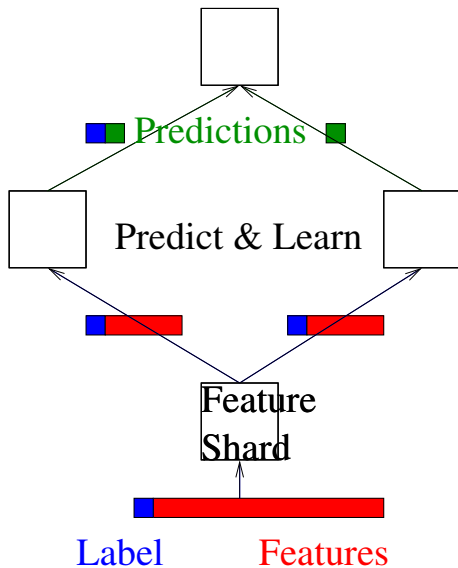 Predictions
Predict & Learn
Feature
Shard
Label Features